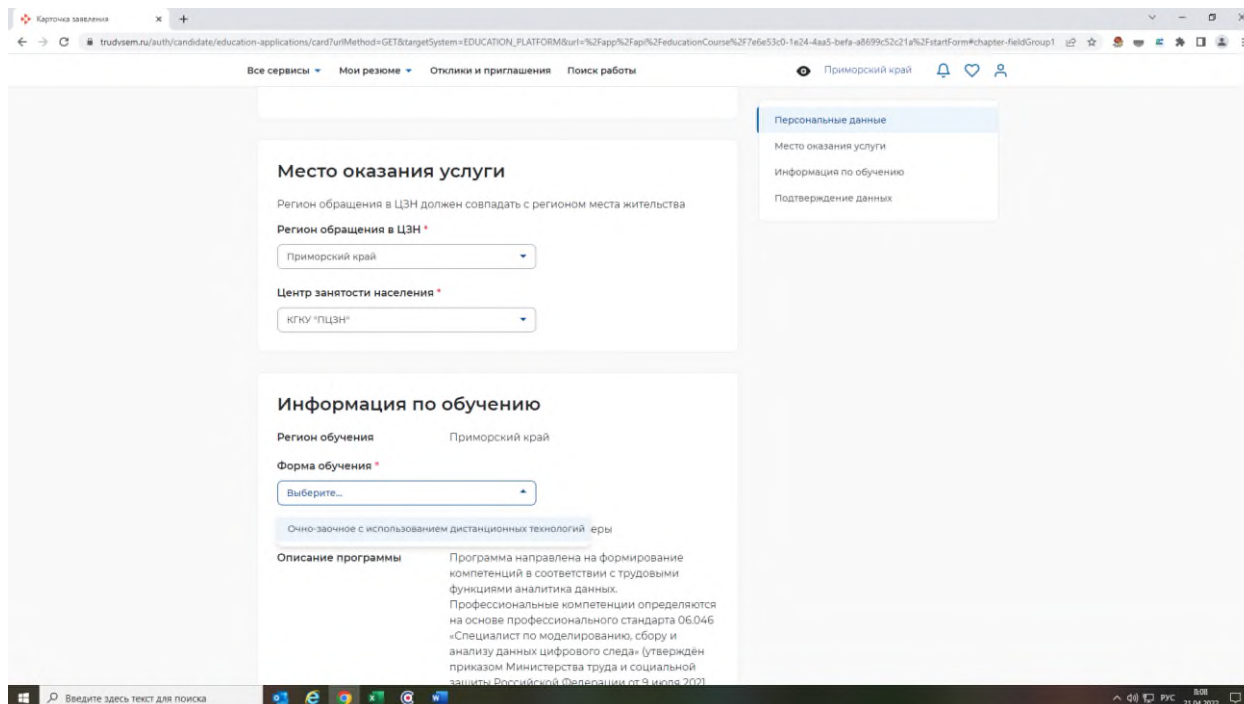 Карточка заявления
trudvsem.ru/auth/candidate/education-applications/card?urlMethod=GET&targetSystem=EDUCATION_PLATFORM&url=%2Fapp%2Fapi%2FeducationCourse%2F7e6e53c0-1e24-4aa5-befa-a8699c52c21a%2FstartForm#chapter-fieldGroup1
Все сервисы Мои резюме Отклики и приглашения Поиск работы Приморский край
Персональные данные
Место оказания услуги
Информация по обучению
Подтверждение данных
Место оказания услуги
Регион обращения в ЦЗН должен совпадать с регионом места жительства
Регион обращения в ЦЗН *
Приморский край
Центр занятости населения *
КГКУ "ПЦЗН"
Информация по обучению
Регион обучения Приморский край
Форма обучения *
Выберите...
Очно-заочное с использованием дистанционных технологий еры
Описание программы Программа направлена на формирование
компетенций в соответствии с трудовыми
функциями аналитика данных.
Профессиональные компетенции определяются
на основе профессионального стандарта 06.046
«Специалист по моделированию, сбору и
анализу данных цифрового следа» (утверждён
приказом Министерства труда и социальной
защиты Российской Федерации от 9 июля 2021
Введите здесь текст для поиска
РУС 8:08
21.04.2022